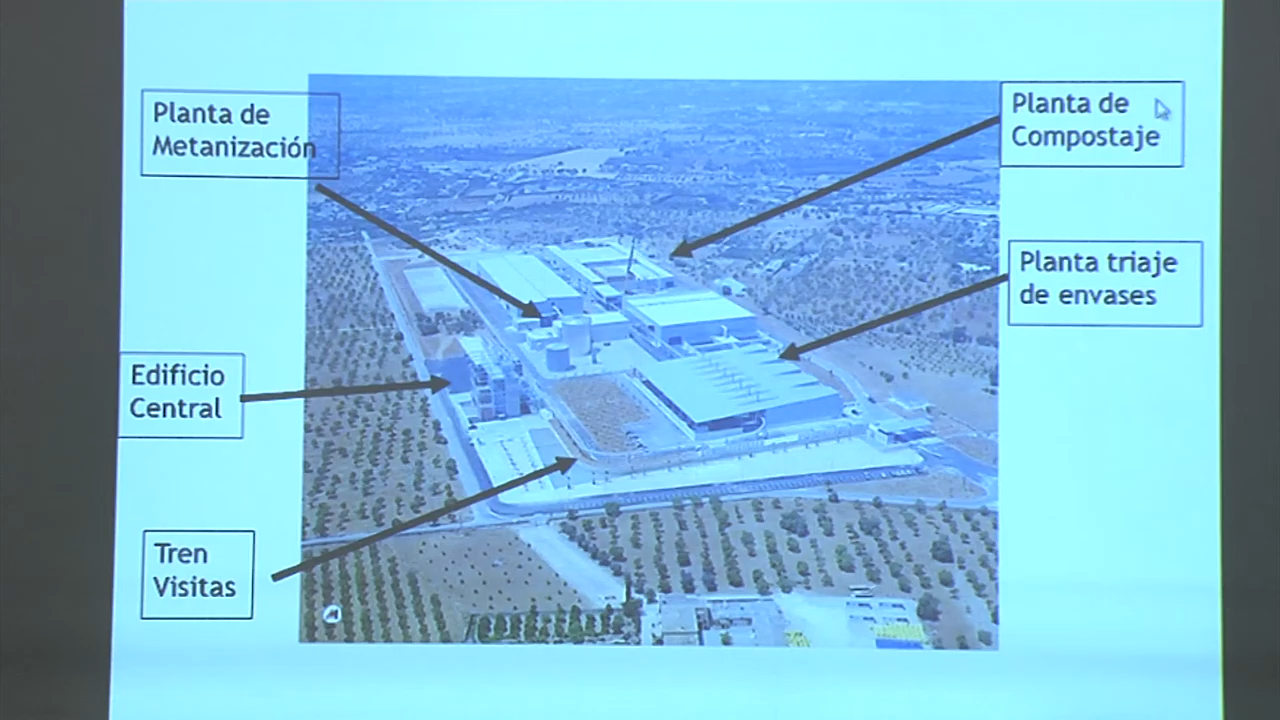 Planta de
Metanización
Planta de
Compostaje
Planta triaje
de envases
Edificio
Central
Tren
Visitas